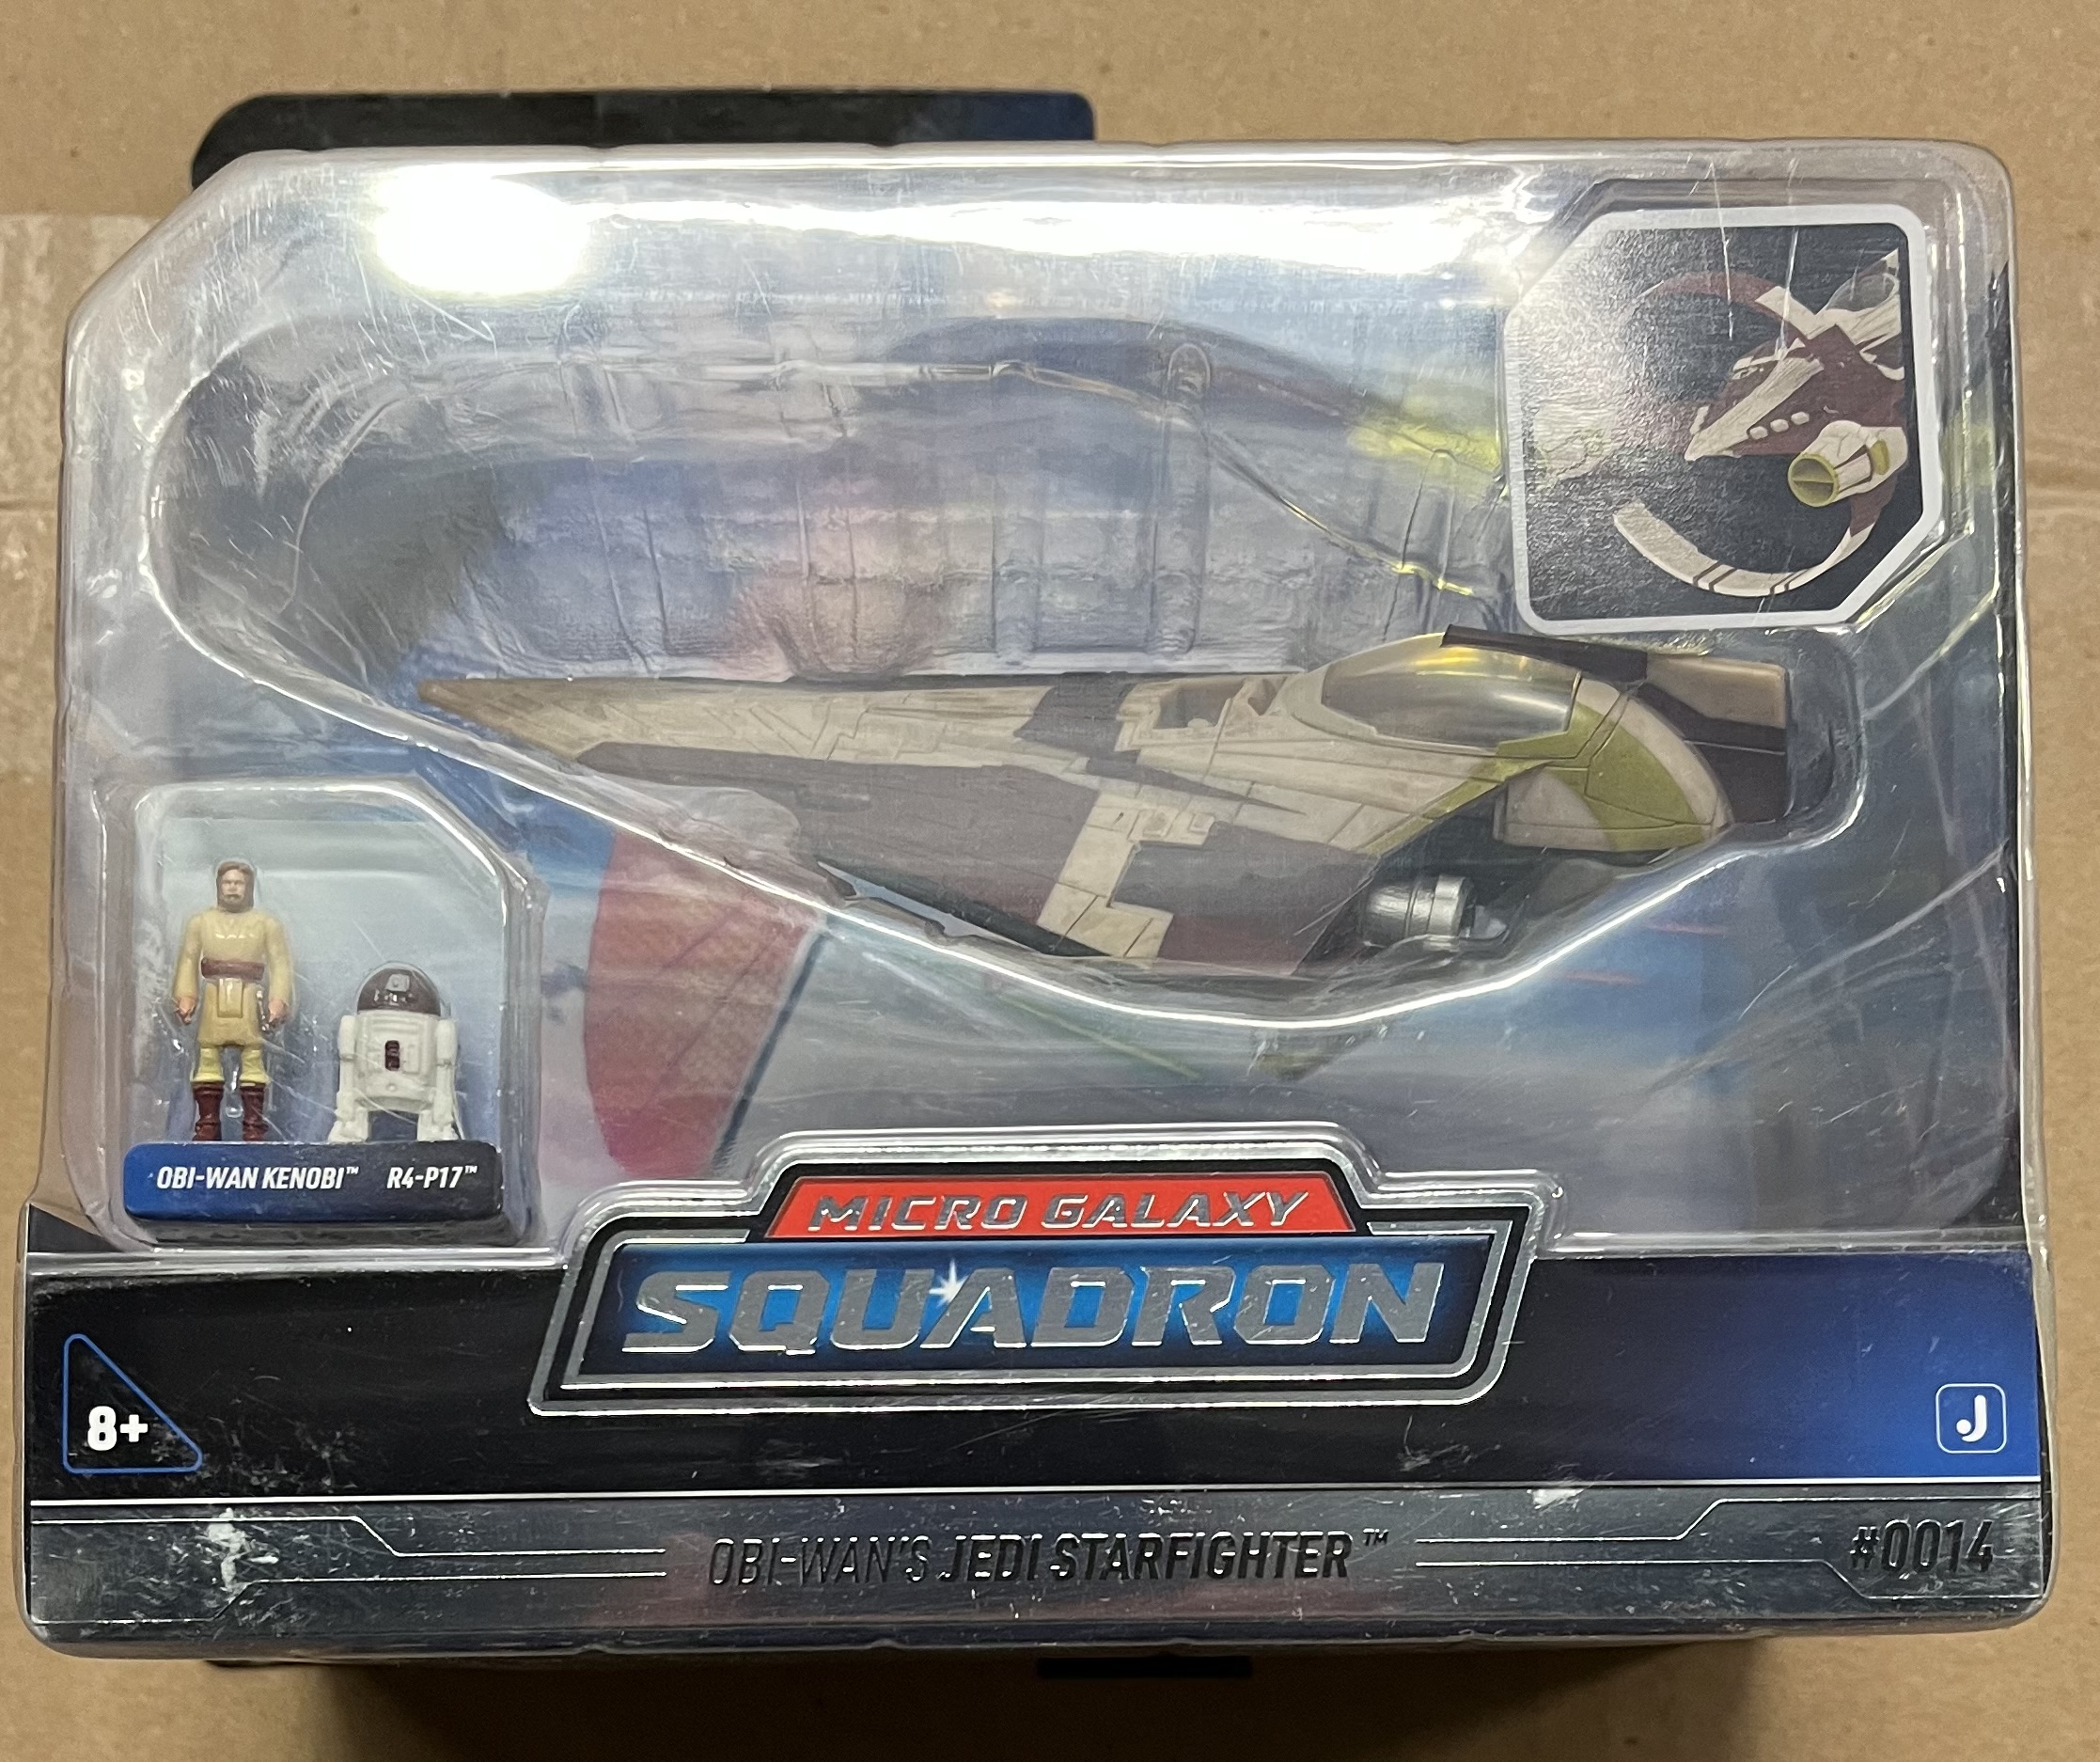 OBI-WAN KENOBI™ R4-P17™
MICRO GALAXY
SQUADRON
8+
J
OBI-WAN'S JEDI STARFIGHTER™
#0014